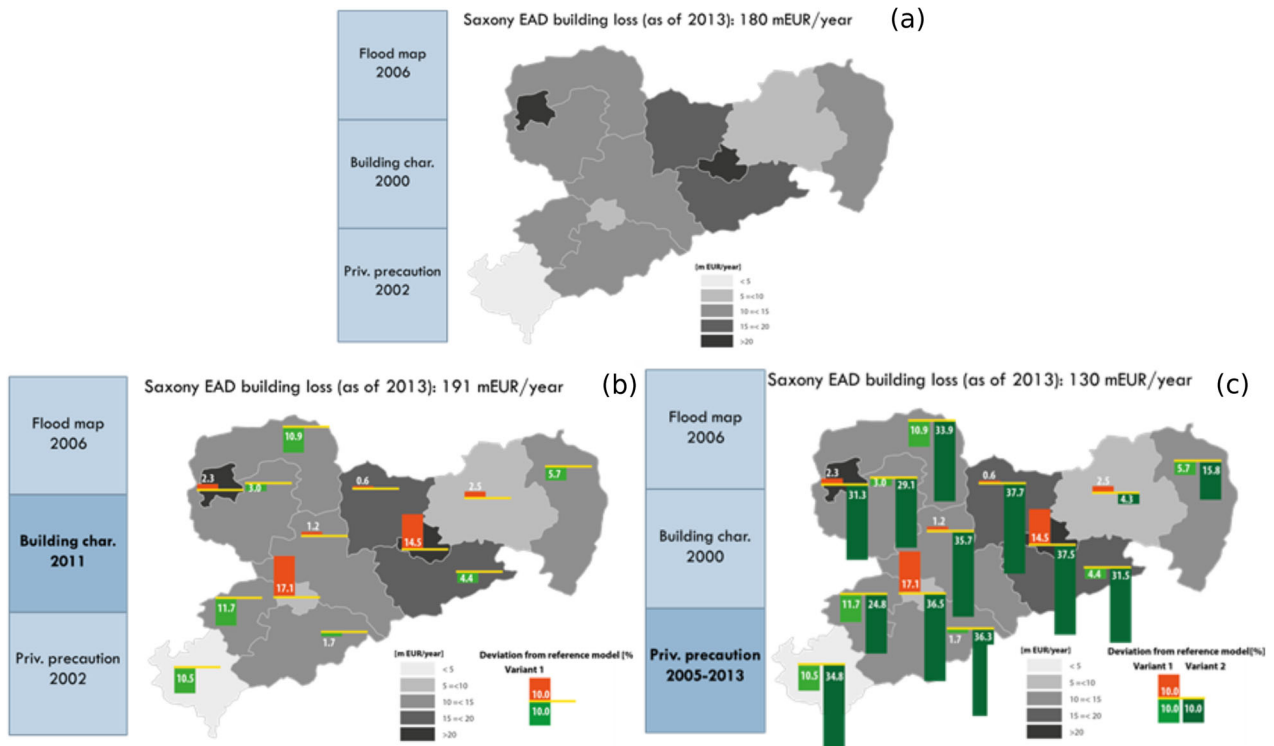 Saxony EAD building loss (as of 2013): 180 mEUR/year
(a)
Flood map
2006
Building char.
2000
Priv. precaution
2002
[m EUR/year]
< 5
5 =<10
10 =< 15
15 =< 20
>20
Saxony EAD building loss (as of 2013): 191 mEUR/year
(b)
Flood map
2006
Building char.
2011
Priv. precaution
2002
10.9
2.3
3.0
0.6
2.5
5.7
1.2
14.5
17.1
4.4
11.7
1.7
10.5
[m EUR/year]
< 5
5 =<10
10 =< 15
15 =< 20
>20
Deviation from reference model [%
Variant 1
10.0
10.0
Saxony EAD building loss (as of 2013): 130 mEUR/year
(c)
Flood map
2006
Building char.
2000
Priv. precaution
2005-2013
10.9
33.9
2.3
31.3
3.0
29.1
0.6
37.7
2.5
4.3
5.7
15.8
1.2
35.7
14.5
37.5
17.1
36.5
4.4
31.5
11.7
24.8
1.7
36.3
10.5
34.8
[m EUR/year]
< 5
5 =<10
10 =< 15
15 =< 20
>20
Deviation from reference model[%]
Variant 1 Variant 2
10.0
10.0 10.0